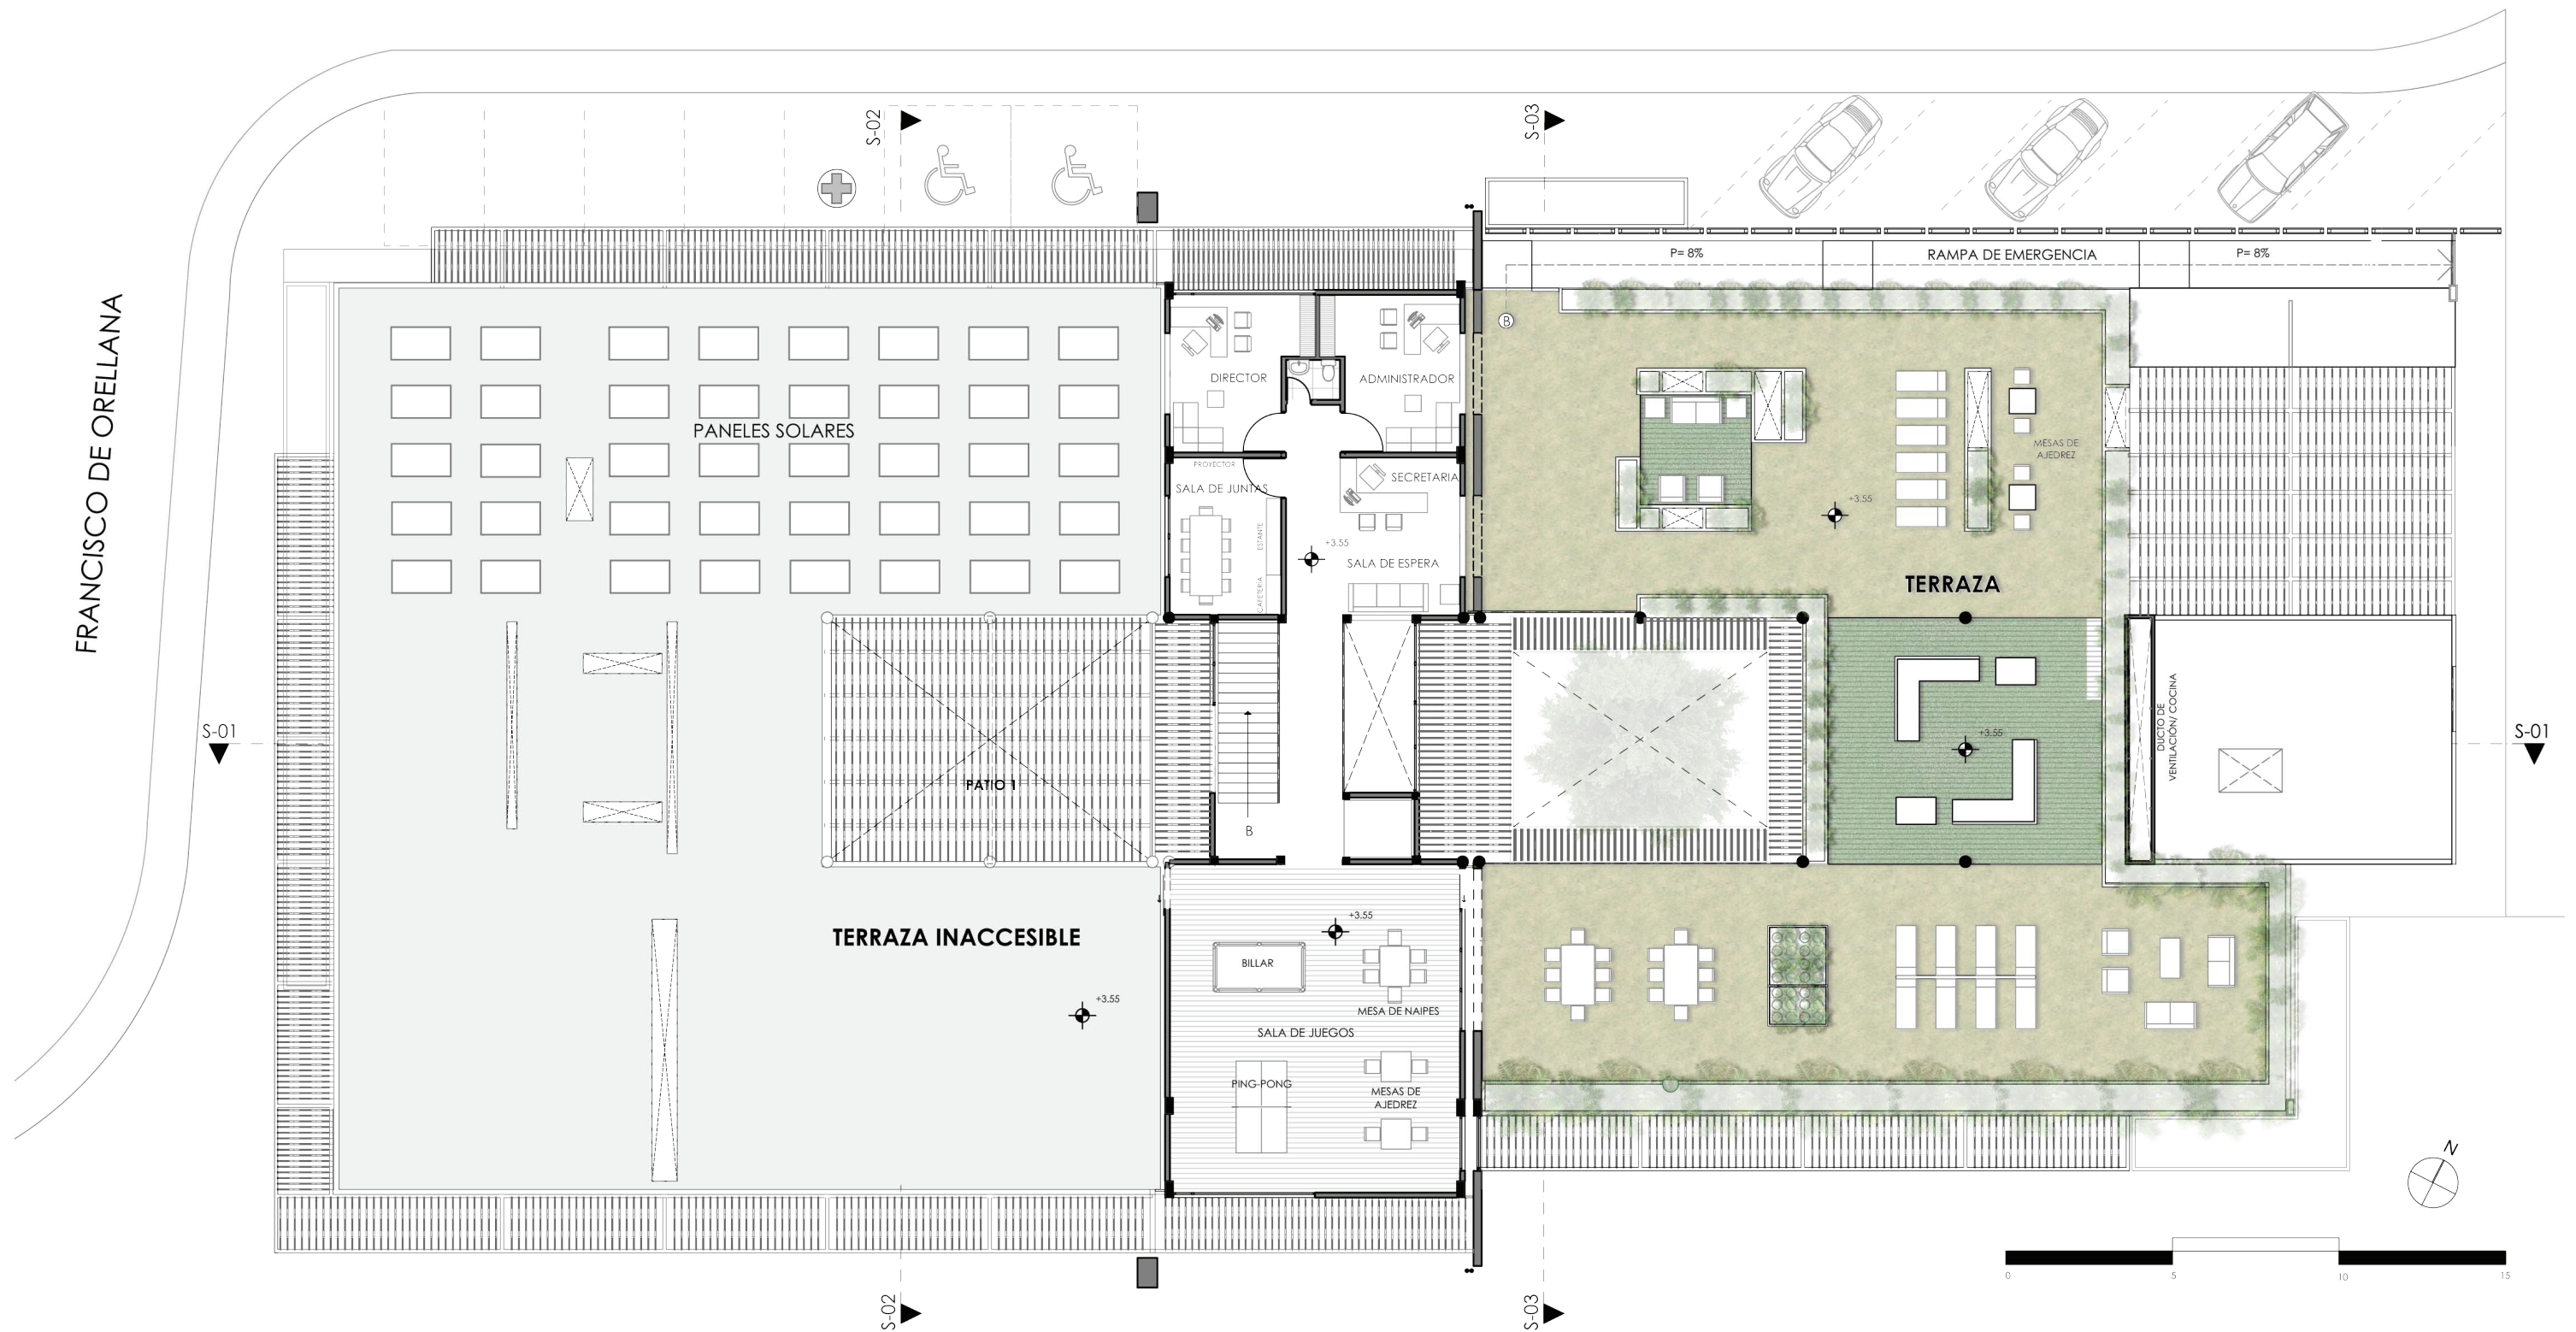 S-02
S-03
P= 8%
RAMPA DE EMERGENCIA
P= 8%
FRANCISCO DE ORELLANA
B
DIRECTOR
ADMINISTRADOR
PANELES SOLARES
MESAS DE
AJEDREZ
PROYECTOR
SALA DE JUNTAS
SECRETARIA
+3.55
ESTANTE
+3.55
SALA DE ESPERA
CAFETERIA
TERRAZA
S-01
DUCTO DE
VENTILACIÓN/ COCINA
+3.55
S-01
PATIO 1
B
TERRAZA INACCESIBLE
+3.55
BILLAR
+3.55
MESA DE NAIPES
SALA DE JUEGOS
PING-PONG
MESAS DE
AJEDREZ
N
0 5 10 15
S-02
S-03